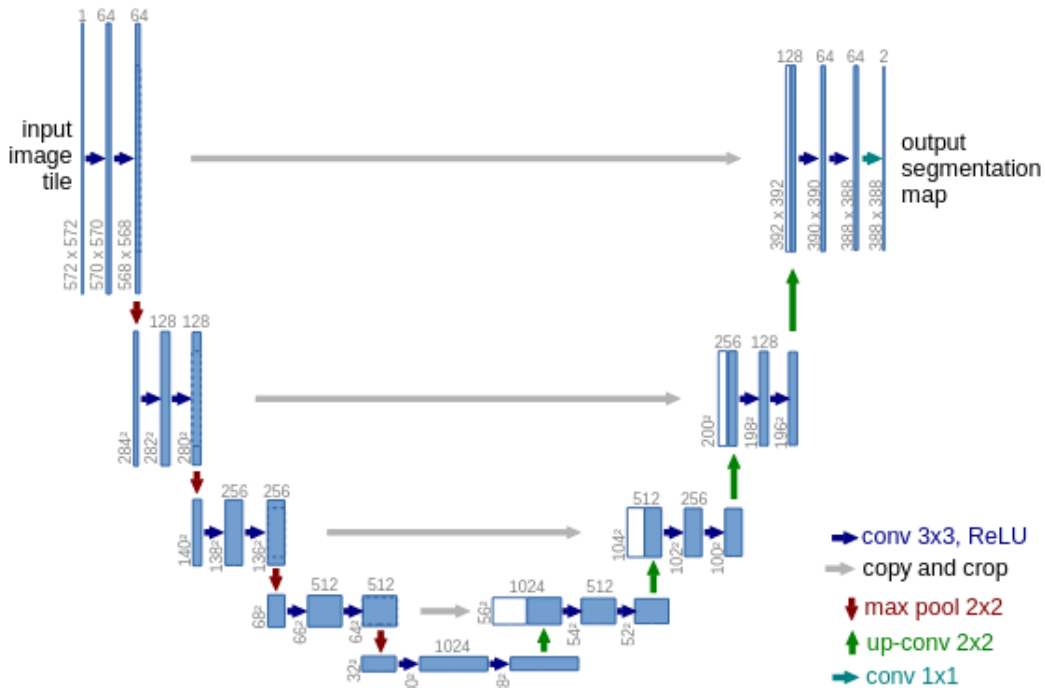 1 64 64
128 64 64 2
input
image
tile
output
segmentation
map
572 x 572
570 x 570
568 x 568
392 x 392
390 x 390
388 x 388
388 x 388
128 128
256 128
284²
282²
280²
200²
198²
196²
256 256
512 256
140²
138²
136²
104²
102²
100²
512 512
1024 512
68²
66²
64²
56²
54²
52²
1024
32²
conv 3x3, ReLU
copy and crop
max pool 2x2
up-conv 2x2
conv 1x1